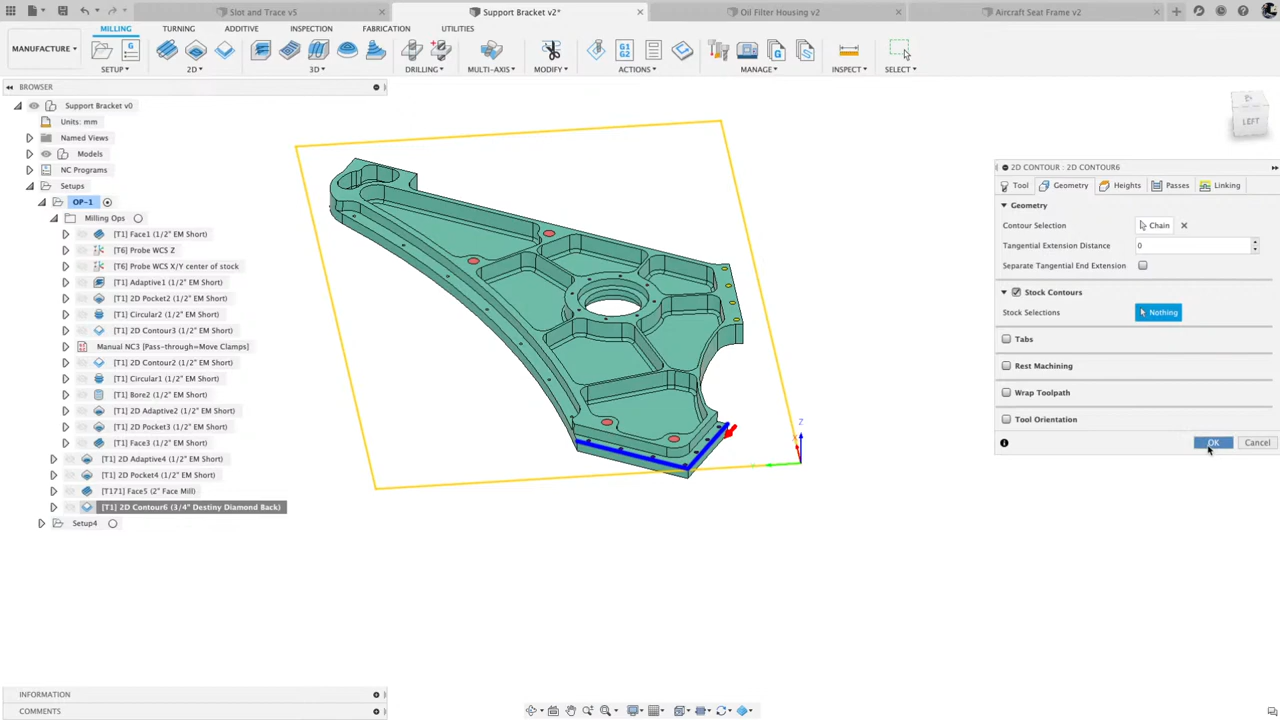 Slot and Trace v5
Support Bracket v2*
Oil Filter Housing v2
Aircraft Seat Frame v2
MANUFACTURE
MILLING
TURNING
ADDITIVE
INSPECTION
FABRICATION
UTILITIES
G1
G2
SETUP
2D
3D
DRILLING
MULTI-AXIS
MODIFY
ACTIONS
MANAGE
INSPECT
SELECT
BROWSER
Support Bracket v0
Units: mm
Named Views
Models
NC Programs
Setups
OP-1
Milling Ops
[T1] Face1 (1/2" EM Short)
[T6] Probe WCS Z
[T6] Probe WCS X/Y center of stock
[T1] Adaptive1 (1/2" EM Short)
[T1] 2D Pocket2 (1/2" EM Short)
[T1] Circular2 (1/2" EM Short)
[T1] 2D Contour3 (1/2" EM Short)
Manual NC3 [Pass-through=Move Clamps]
[T1] 2D Contour2 (1/2" EM Short)
[T1] Circular1 (1/2" EM Short)
[T1] Bore2 (1/2" EM Short)
[T1] 2D Adaptive2 (1/2" EM Short)
[T1] 2D Pocket3 (1/2" EM Short)
[T1] Face3 (1/2" EM Short)
[T1] 2D Adaptive4 (1/2" EM Short)
[T1] 2D Pocket4 (1/2" EM Short)
[T171] Face5 (2" Face Mill)
[T1] 2D Contour6 (3/4" Destiny Diamond Back)
Setup4
Z
LEFT
2D CONTOUR : 2D CONTOUR6
Tool
Geometry
Heights
Passes
Linking
Geometry
Contour Selection
Chain
Tangential Extension Distance
0
Separate Tangential End Extension
Stock Contours
Stock Selections
Nothing
Tabs
Rest Machining
Wrap Toolpath
Tool Orientation
OK
Cancel
INFORMATION
COMMENTS